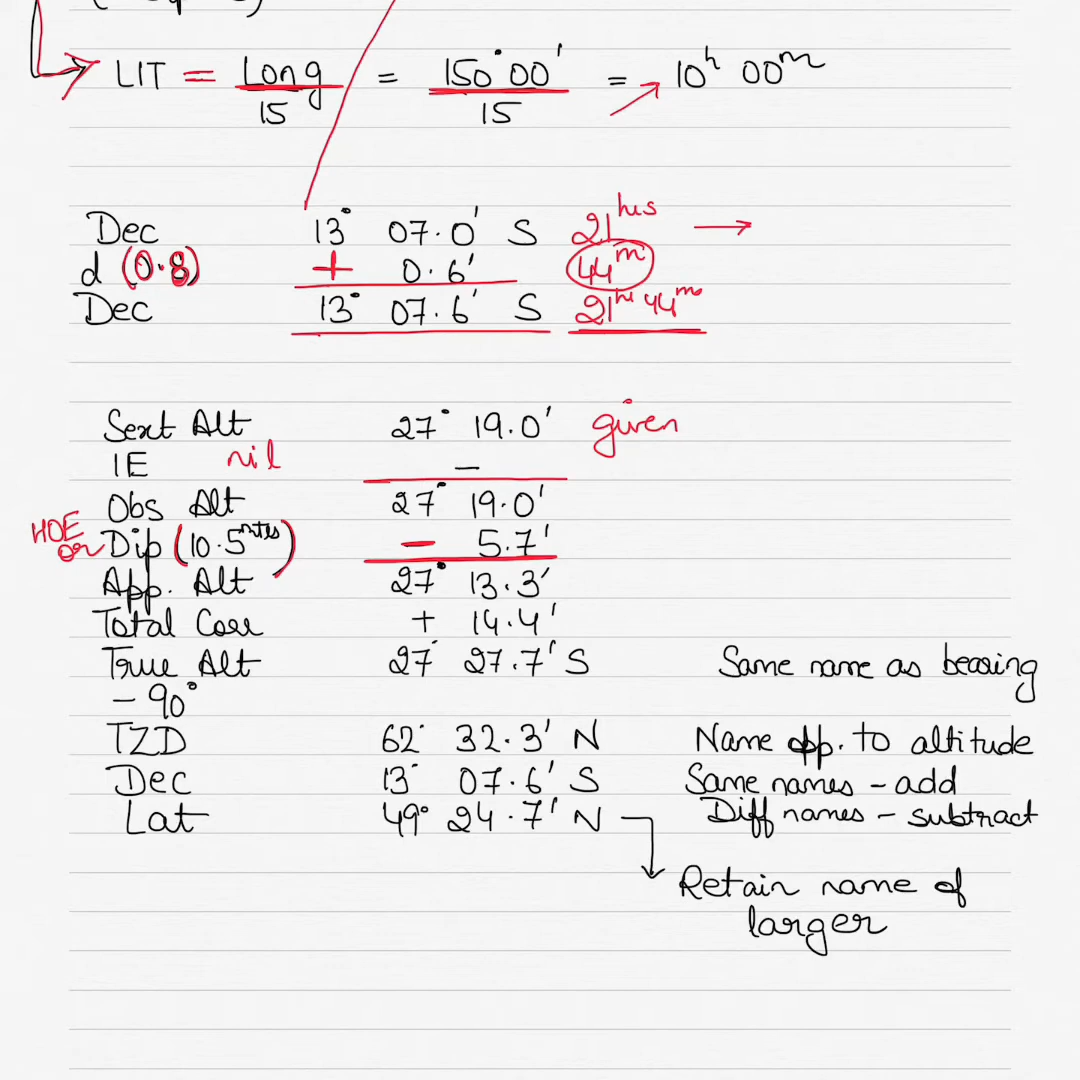 LIT = Long / 15 = 150° 00' / 15 = 10ʰ 00ᵐ
Dec 13° 07.0' S 21 hrs →
d (0.8) + 0.6' 44ᵐ
Dec 13° 07.6' S 21ʰʳ 44ᵐ
Sext Alt 27° 19.0' given
IE nil –
Obs Alt 27° 19.0'
HOE or Dip (10.5 mtrs) – 5.7'
App. Alt 27° 13.3'
Total Corr + 14.4'
True Alt 27° 27.7' S Same name as bearing
– 90°
TZD 62° 32.3' N Name opp. to altitude
Dec 13° 07.6' S Same names – add
Lat 49° 24.7' N Diff names – subtract
Retain name of
larger